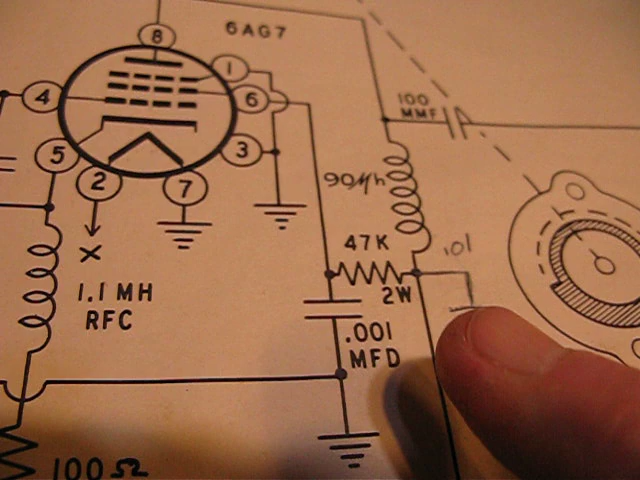 8
6AG7
1
4
6
100
MMF
5
3
2
7
90μh
47K
.01
X
2W
1.1 MH
RFC
.001
MFD
100Ω